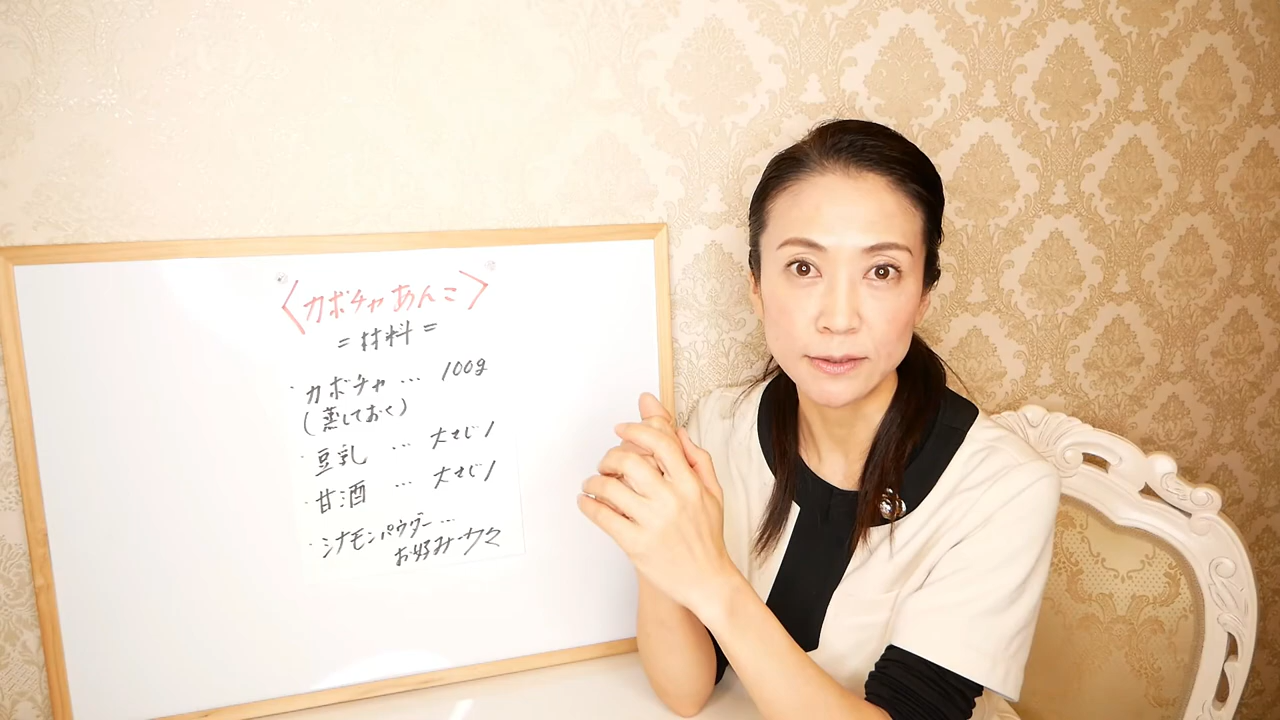 〈カボチャあんこ〉
=材料=
・カボチャ… 100g
(蒸しておく)
・豆乳 … 大さじ1
・甘酒 … 大さじ1
・シナモンパウダー…
お好み